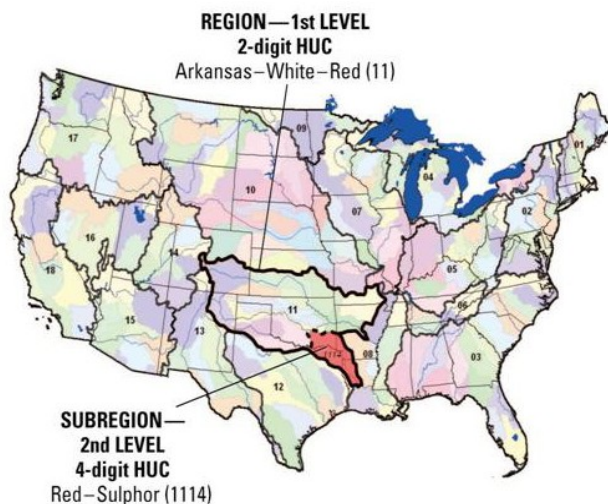 REGION—1st LEVEL
2-digit HUC
Arkansas–White–Red (11)
09
01
17
04
10
07
02
16
14
05
18
06
11
15
13
1114
08
03
12
SUBREGION—
2nd LEVEL
4-digit HUC
Red–Sulphor (1114)